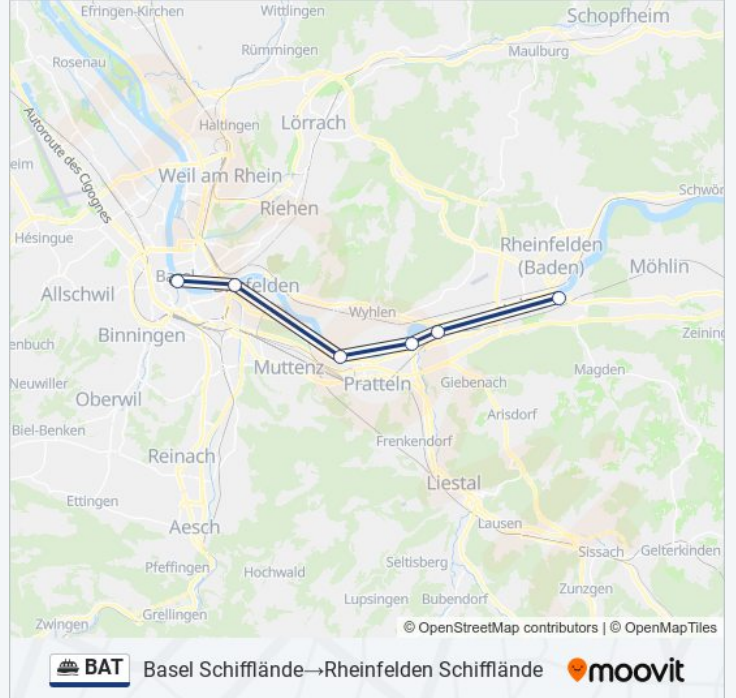 Efringen-Kirchen
Wittlingen
Schopfheim
Rümmingen
Maulburg
Rosenau
Haltingen
Lörrach
Autoroute des Cigognes
eim
Weil am Rhein
Schwör
Riehen
Hésingue
Rheinfelden
(Baden)
Möhlin
Basel
felden
Allschwil
Wyhlen
Binningen
Zeining
enbuch
Muttenz
Magden
Neuwiller
Pratteln
Giebenach
Oberwil
Arisdorf
Biel-Benken
Frenkendorf
Reinach
Liestal
Ettingen
Lausen
Aesch
Sissach
Gelterkinden
Pfeffingen
Hochwald
Seltisberg
Zunzgen
Lupsingen
Bubendorf
Grellingen
Zwingen
© OpenStreetMap contributors | © OpenMapTiles
BAT
Basel Schifflände→Rheinfelden Schifflände
moovit